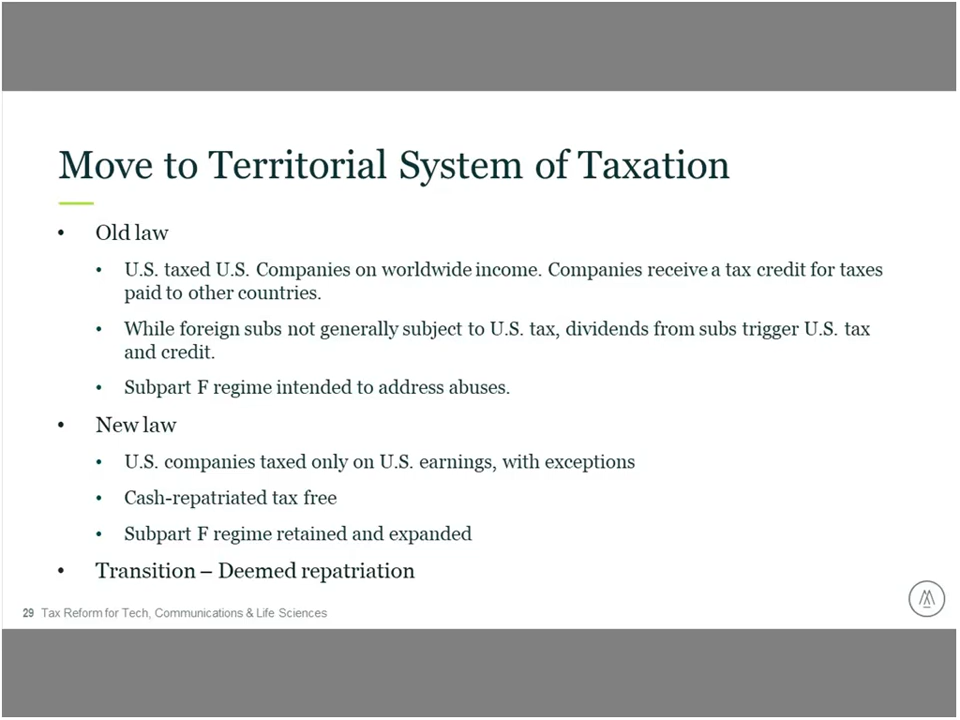 Move to Territorial System of Taxation
• Old law
• U.S. taxed U.S. Companies on worldwide income. Companies receive a tax credit for taxes
paid to other countries.
• While foreign subs not generally subject to U.S. tax, dividends from subs trigger U.S. tax
and credit.
• Subpart F regime intended to address abuses.
• New law
• U.S. companies taxed only on U.S. earnings, with exceptions
• Cash-repatriated tax free
• Subpart F regime retained and expanded
• Transition – Deemed repatriation
29 Tax Reform for Tech, Communications & Life Sciences